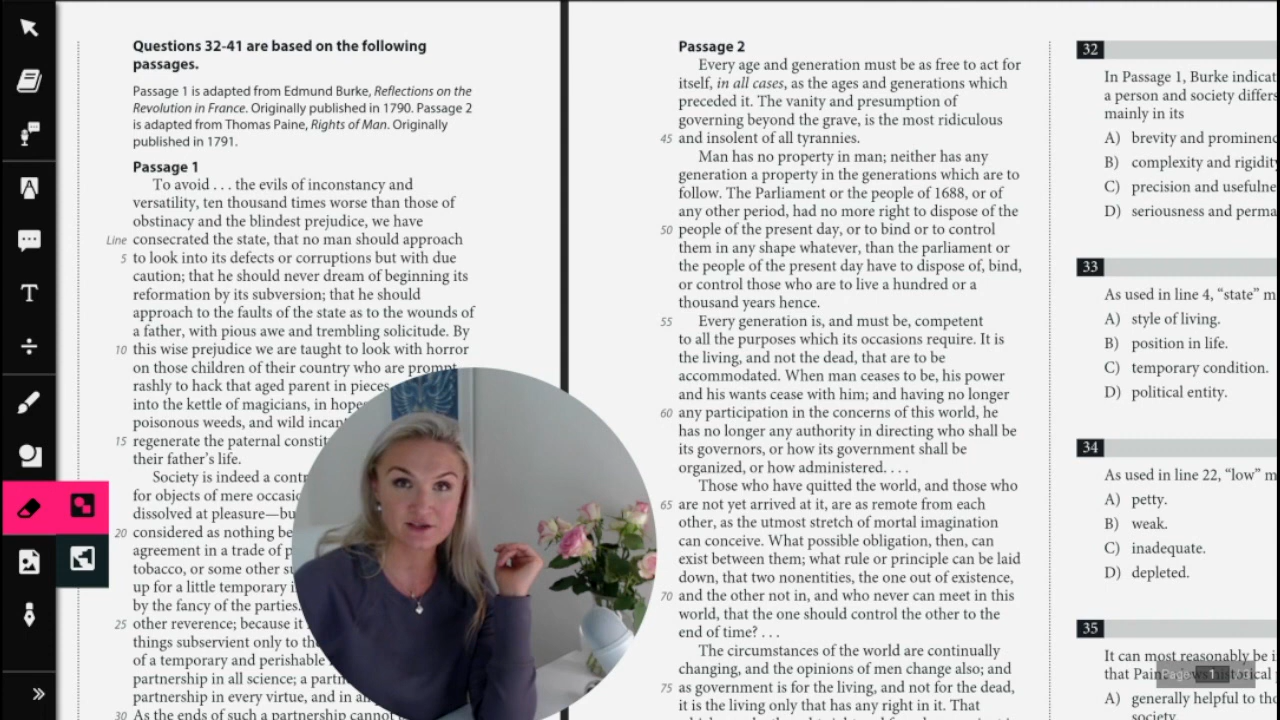 Questions 32-41 are based on the following
passages.
Passage 1 is adapted from Edmund Burke, Reflections on the
Revolution in France. Originally published in 1790. Passage 2
is adapted from Thomas Paine, Rights of Man. Originally
published in 1791.
Passage 1
To avoid . . . the evils of inconstancy and
versatility, ten thousand times worse than those of
obstinacy and the blindest prejudice, we have
Line consecrated the state, that no man should approach
5 to look into its defects or corruptions but with due
caution; that he should never dream of beginning its
reformation by its subversion; that he should
approach to the faults of the state as to the wounds of
a father, with pious awe and trembling solicitude. By
10 this wise prejudice we are taught to look with horror
on those children of their country who are prompt
rashly to hack that aged parent in pieces
into the kettle of magicians, in
poisonous weeds, and wild
15 regenerate the paternal
their father's life.
Society is indeed a
for objects of mere
dissolved at pleasure—
20 considered as nothing
agreement in a trade of
tobacco, or some other
up for a little temporary
by the fancy of the parties.
25 other reverence; because it
things subservient only to
of a temporary and perishable
partnership in all science; a
partnership in every virtue, and in
30 As the ends of such a partnership cannot
Passage 2
Every age and generation must be as free to act for
itself, in all cases, as the ages and generations which
preceded it. The vanity and presumption of
governing beyond the grave, is the most ridiculous
45 and insolent of all tyrannies.
Man has no property in man; neither has any
generation a property in the generations which are to
follow. The Parliament or the people of 1688, or of
any other period, had no more right to dispose of the
50 people of the present day, or to bind or to control
them in any shape whatever, than the parliament or
the people of the present day have to dispose of, bind,
or control those who are to live a hundred or a
thousand years hence.
55 Every generation is, and must be, competent
to all the purposes which its occasions require. It is
the living, and not the dead, that are to be
accommodated. When man ceases to be, his power
and his wants cease with him; and having no longer
60 any participation in the concerns of this world, he
has no longer any authority in directing who shall be
its governors, or how its government shall be
organized, or how administered. . . .
Those who have quitted the world, and those who
65 are not yet arrived at it, are as remote from each
other, as the utmost stretch of mortal imagination
can conceive. What possible obligation, then, can
exist between them; what rule or principle can be laid
down, that two nonentities, the one out of existence,
70 and the other not in, and who never can meet in this
world, that the one should control the other to the
end of time? . . .
The circumstances of the world are continually
changing, and the opinions of men change also; and
75 as government is for the living, and not for the dead,
it is the living only that has any right in it. That
32
In Passage 1, Burke
a person and society
mainly in its
A) brevity and
B) complexity and
C) precision and
D) seriousness and
33
As used in line 4, "state"
A) style of living.
B) position in life.
C) temporary condition.
D) political entity.
34
As used in line 22, "low"
A) petty.
B) weak.
C) inadequate.
D) depleted.
35
It can most reasonably be
that
A) generally helpful to
society.
Page 1